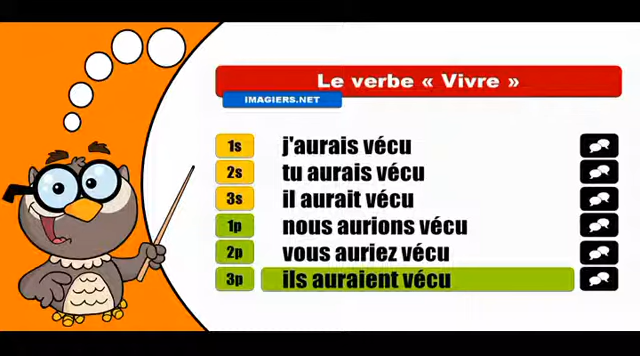 Le verbe « Vivre »
IMAGIERS.NET
1s j'aurais vécu
2s tu aurais vécu
3s il aurait vécu
1p nous aurions vécu
2p vous auriez vécu
3p ils auraient vécu